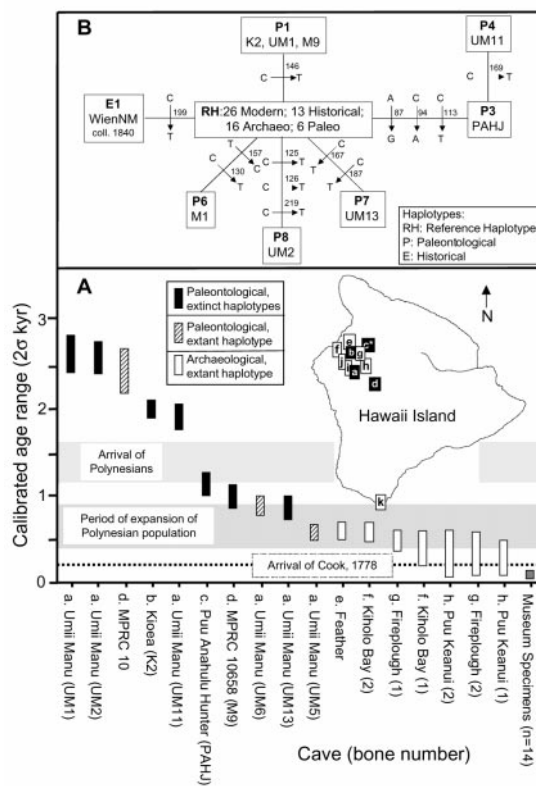 B
P1
K2, UM1, M9
P4
UM11
C 146 T
C 169 T
E1
WienNM
coll. 1840
C
199
T
RH:26 Modern; 13 Historical;
16 Archaeo; 6 Paleo
A C C
87 94 113
G A T
P3
PAHJ
T 157 C
C 130 T
C 125 T
C 126 T
C 219 T
T 167 C
C 187 T
P6
M1
P8
UM2
P7
UM13
Haplotypes:
RH: Reference Haplotype
P: Paleontological
E: Historical
A
Paleontological,
extinct haplotypes
Paleontological,
extant haplotype
Archaeological,
extant haplotype
N
Hawaii Island
e
f
b
g
h
a
d
k
Calibrated age range (2σ kyr)
3
2
1
0
Arrival of
Polynesians
Period of expansion of
Polynesian population
Arrival of Cook, 1778
a. Umii Manu (UM1)
a. Umii Manu (UM2)
d. MPRC 10
b. Kioea (K2)
a. Umii Manu (UM11)
c. Puu Anahulu Hunter (PAHJ)
d. MPRC 10658 (M9)
a. Umii Manu (UM6)
a. Umii Manu (UM13)
a. Umii Manu (UM5)
e. Feather
f. Kiholo Bay (2)
g. Fireplough (1)
f. Kiholo Bay (1)
h. Puu Keanui (2)
g. Fireplough (2)
h. Puu Keanui (1)
Museum Specimens (n=14)
Cave (bone number)